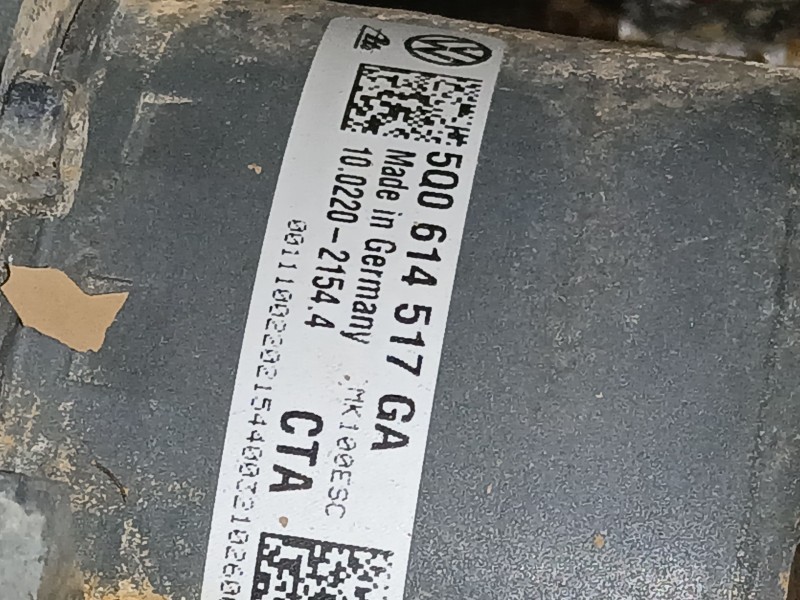 5Q0 614 517 GA
Made in Germany MK100ESC
10.0220-2154.4 CTA